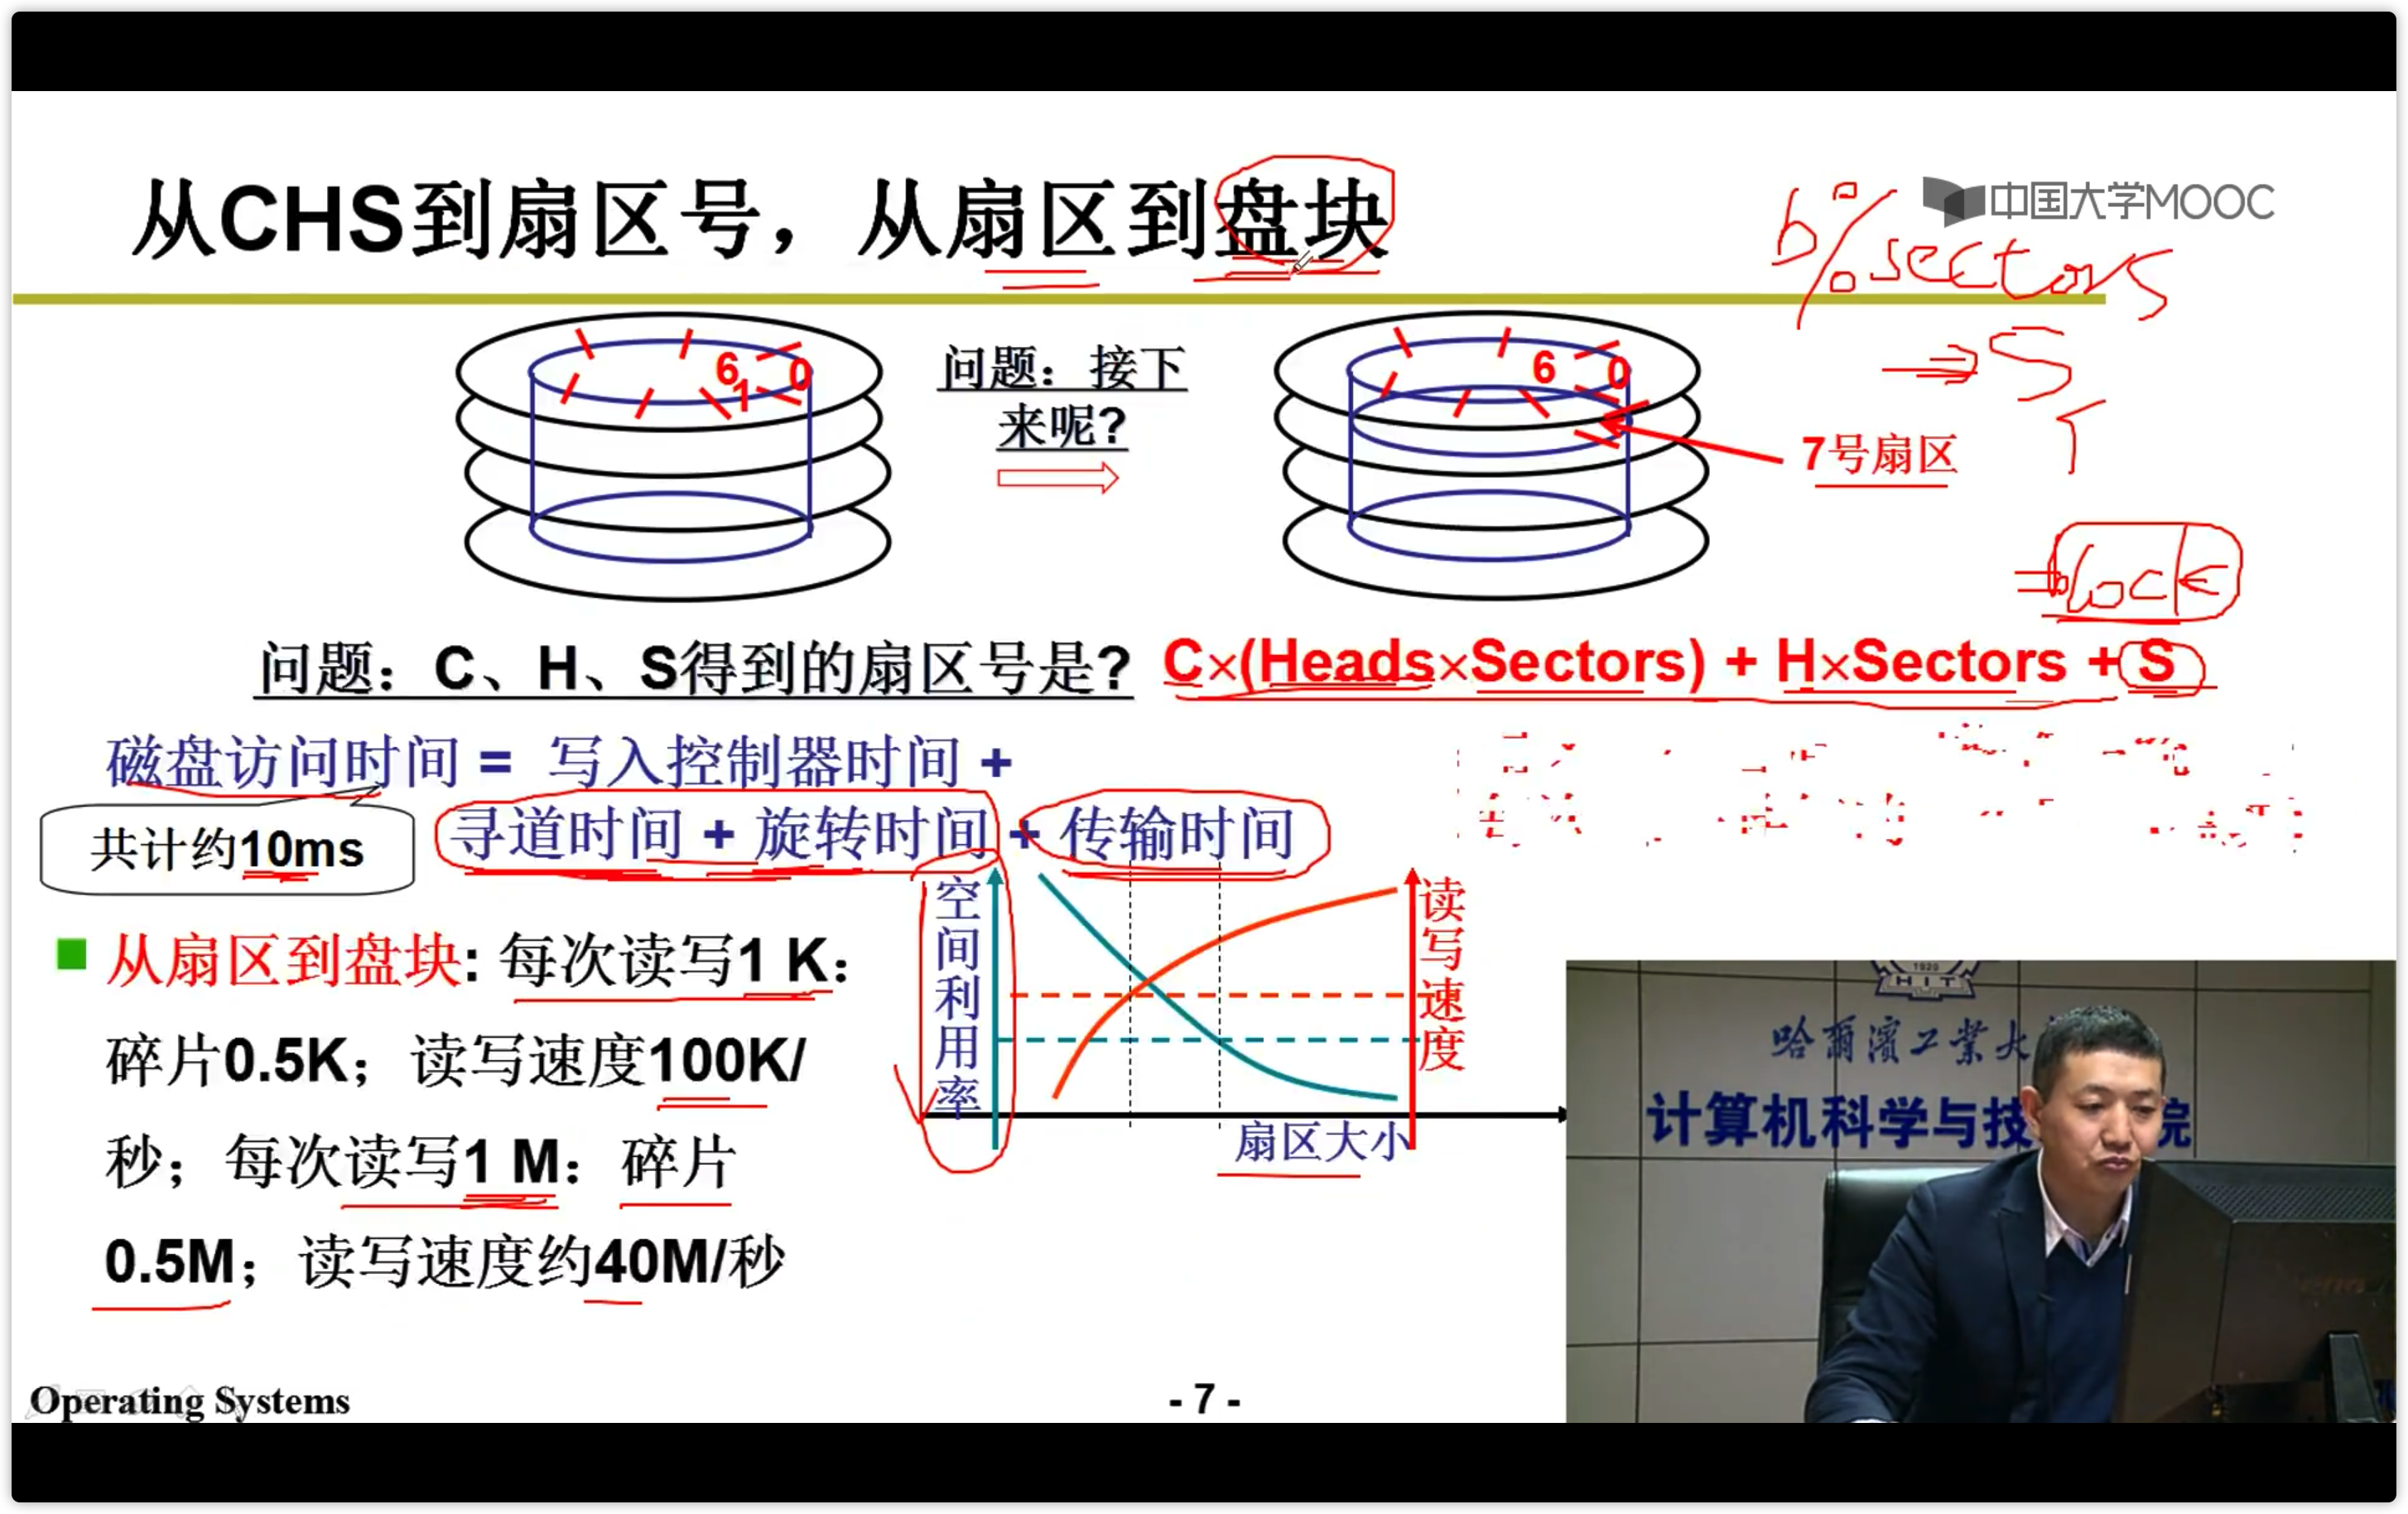 从CHS到扇区号，从扇区到盘块
中国大学MOOC
b%sectors
⇒ S
6 1 0
问题：接下
来呢?
6 0
7号扇区
block
问题：C、H、S得到的扇区号是? C×(Heads×Sectors) + H×Sectors + S
磁盘访问时间 = 写入控制器时间 +
寻道时间 + 旋转时间 + 传输时间
共计约10ms
空间利用率
读写速度
扇区大小
从扇区到盘块: 每次读写1 K：
碎片0.5K；读写速度100K/
秒；每次读写1 M：碎片
0.5M；读写速度约40M/秒
1920
HIT
哈爾濱工業大
计算机科学与技
院
Operating Systems
- 7 -